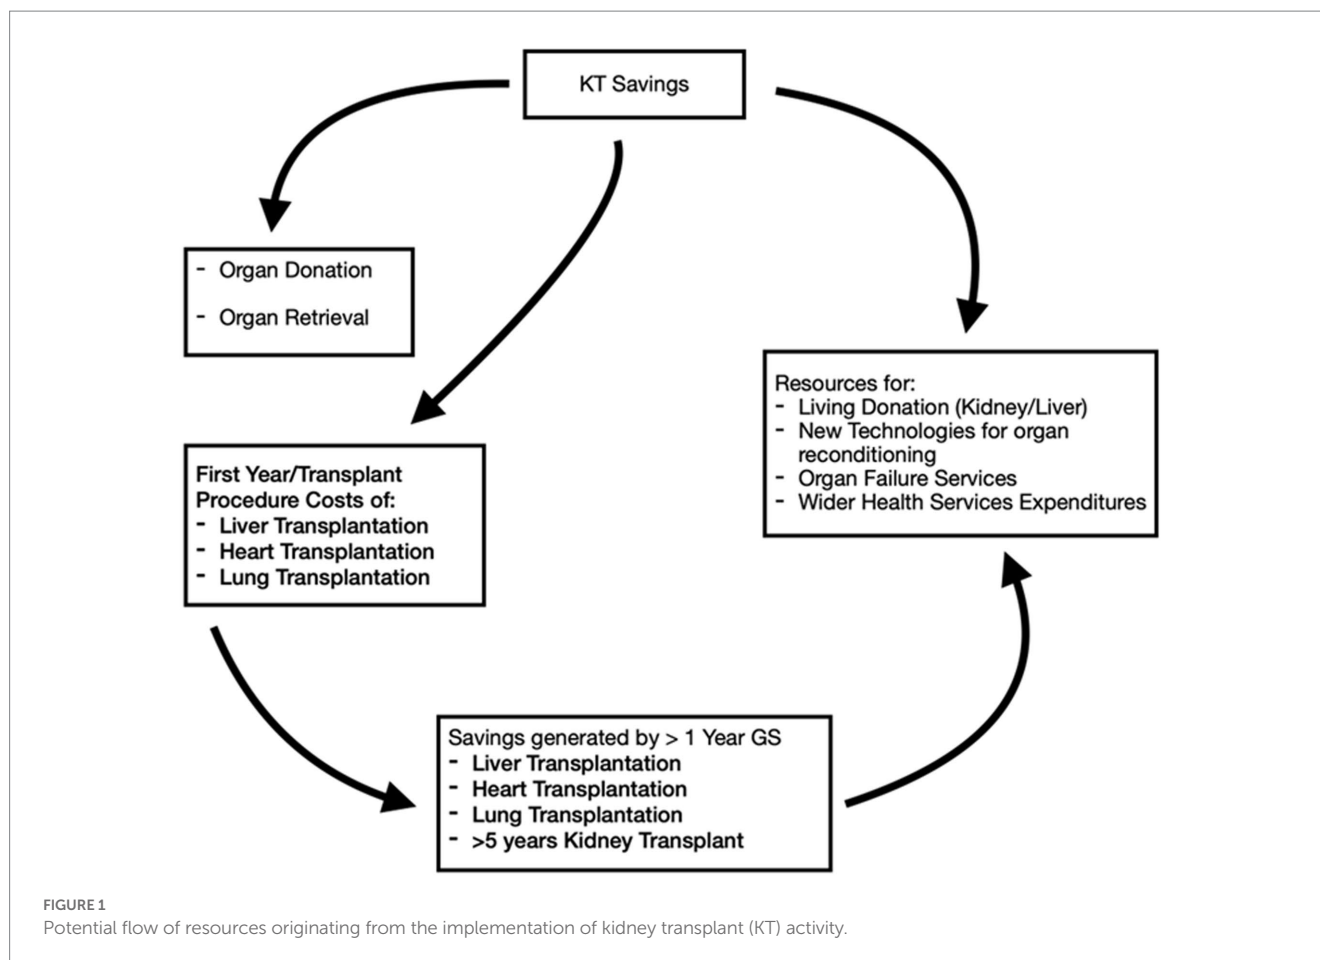 KT Savings
- Organ Donation
- Organ Retrieval
First Year/Transplant
Procedure Costs of:
- Liver Transplantation
- Heart Transplantation
- Lung Transplantation
Resources for:
- Living Donation (Kidney/Liver)
- New Technologies for organ
reconditioning
- Organ Failure Services
- Wider Health Services Expenditures
Savings generated by > 1 Year GS
- Liver Transplantation
- Heart Transplantation
- Lung Transplantation
- >5 years Kidney Transplant
FIGURE 1
Potential flow of resources originating from the implementation of kidney transplant (KT) activity.